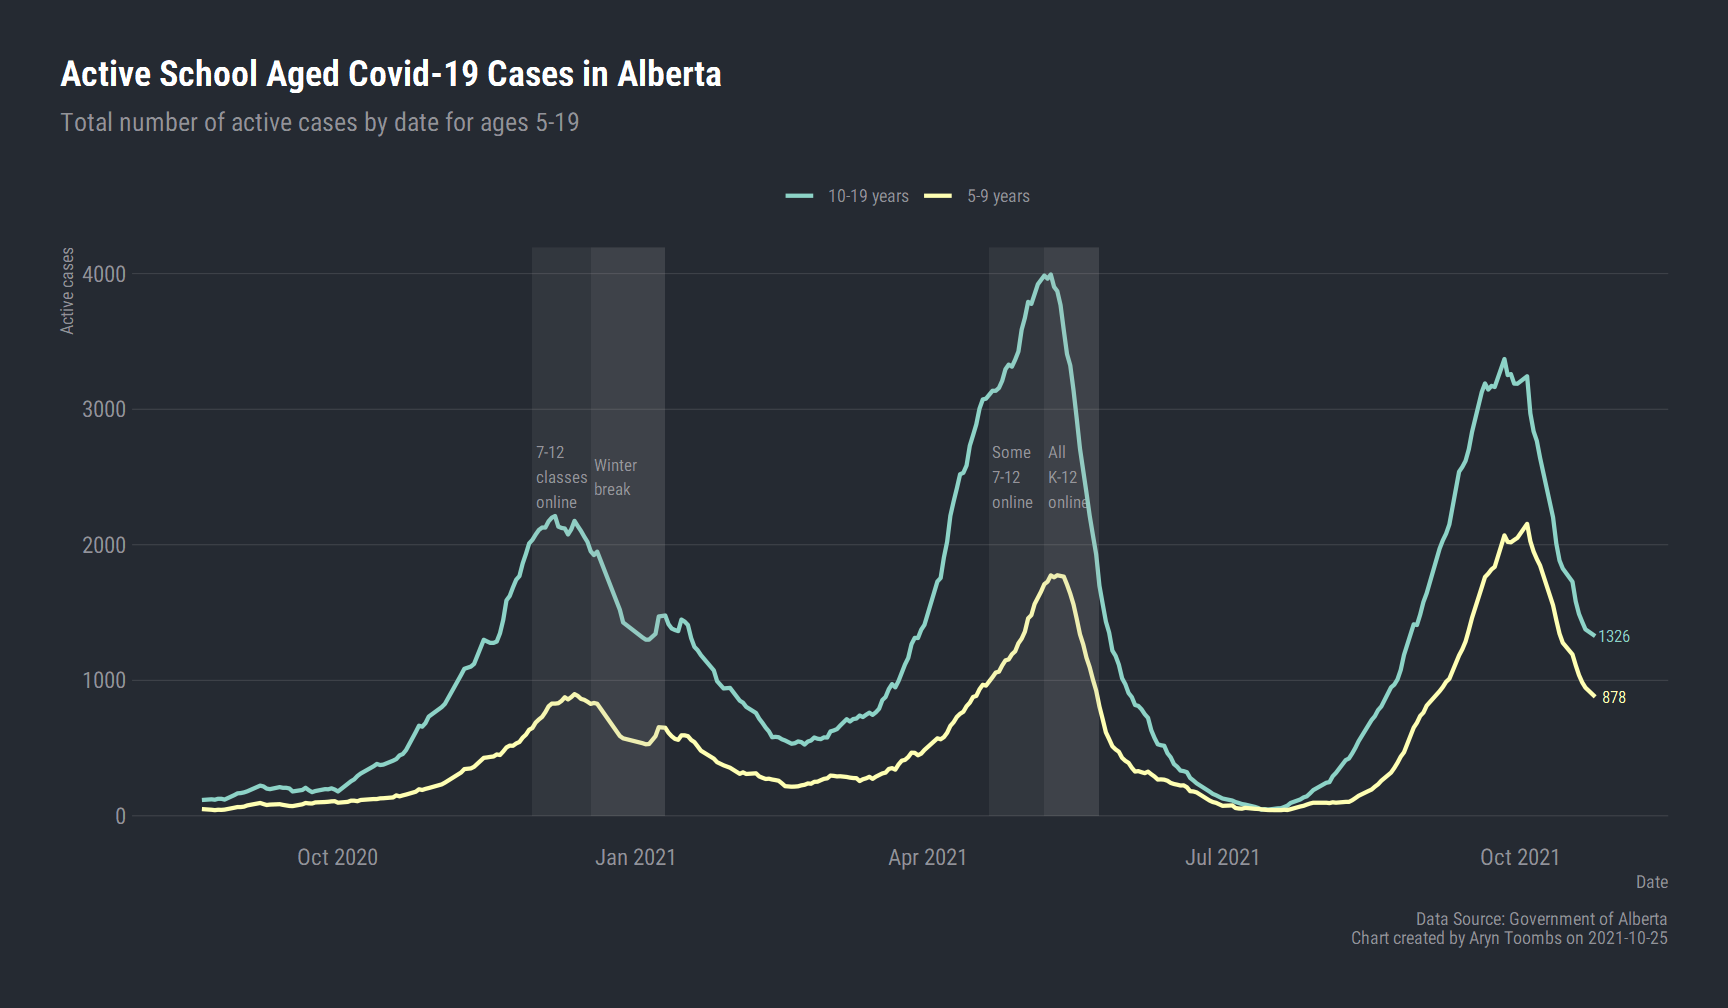 Active School Aged Covid-19 Cases in Alberta
Total number of active cases by date for ages 5-19
10-19 years
5-9 years
Active cases
4000
3000
2000
1000
0
7-12
classes
online
Winter
break
Some
7-12
online
All
K-12
online
1326
878
Oct 2020
Jan 2021
Apr 2021
Jul 2021
Oct 2021
Date
Data Source: Government of Alberta
Chart created by Aryn Toombs on 2021-10-25